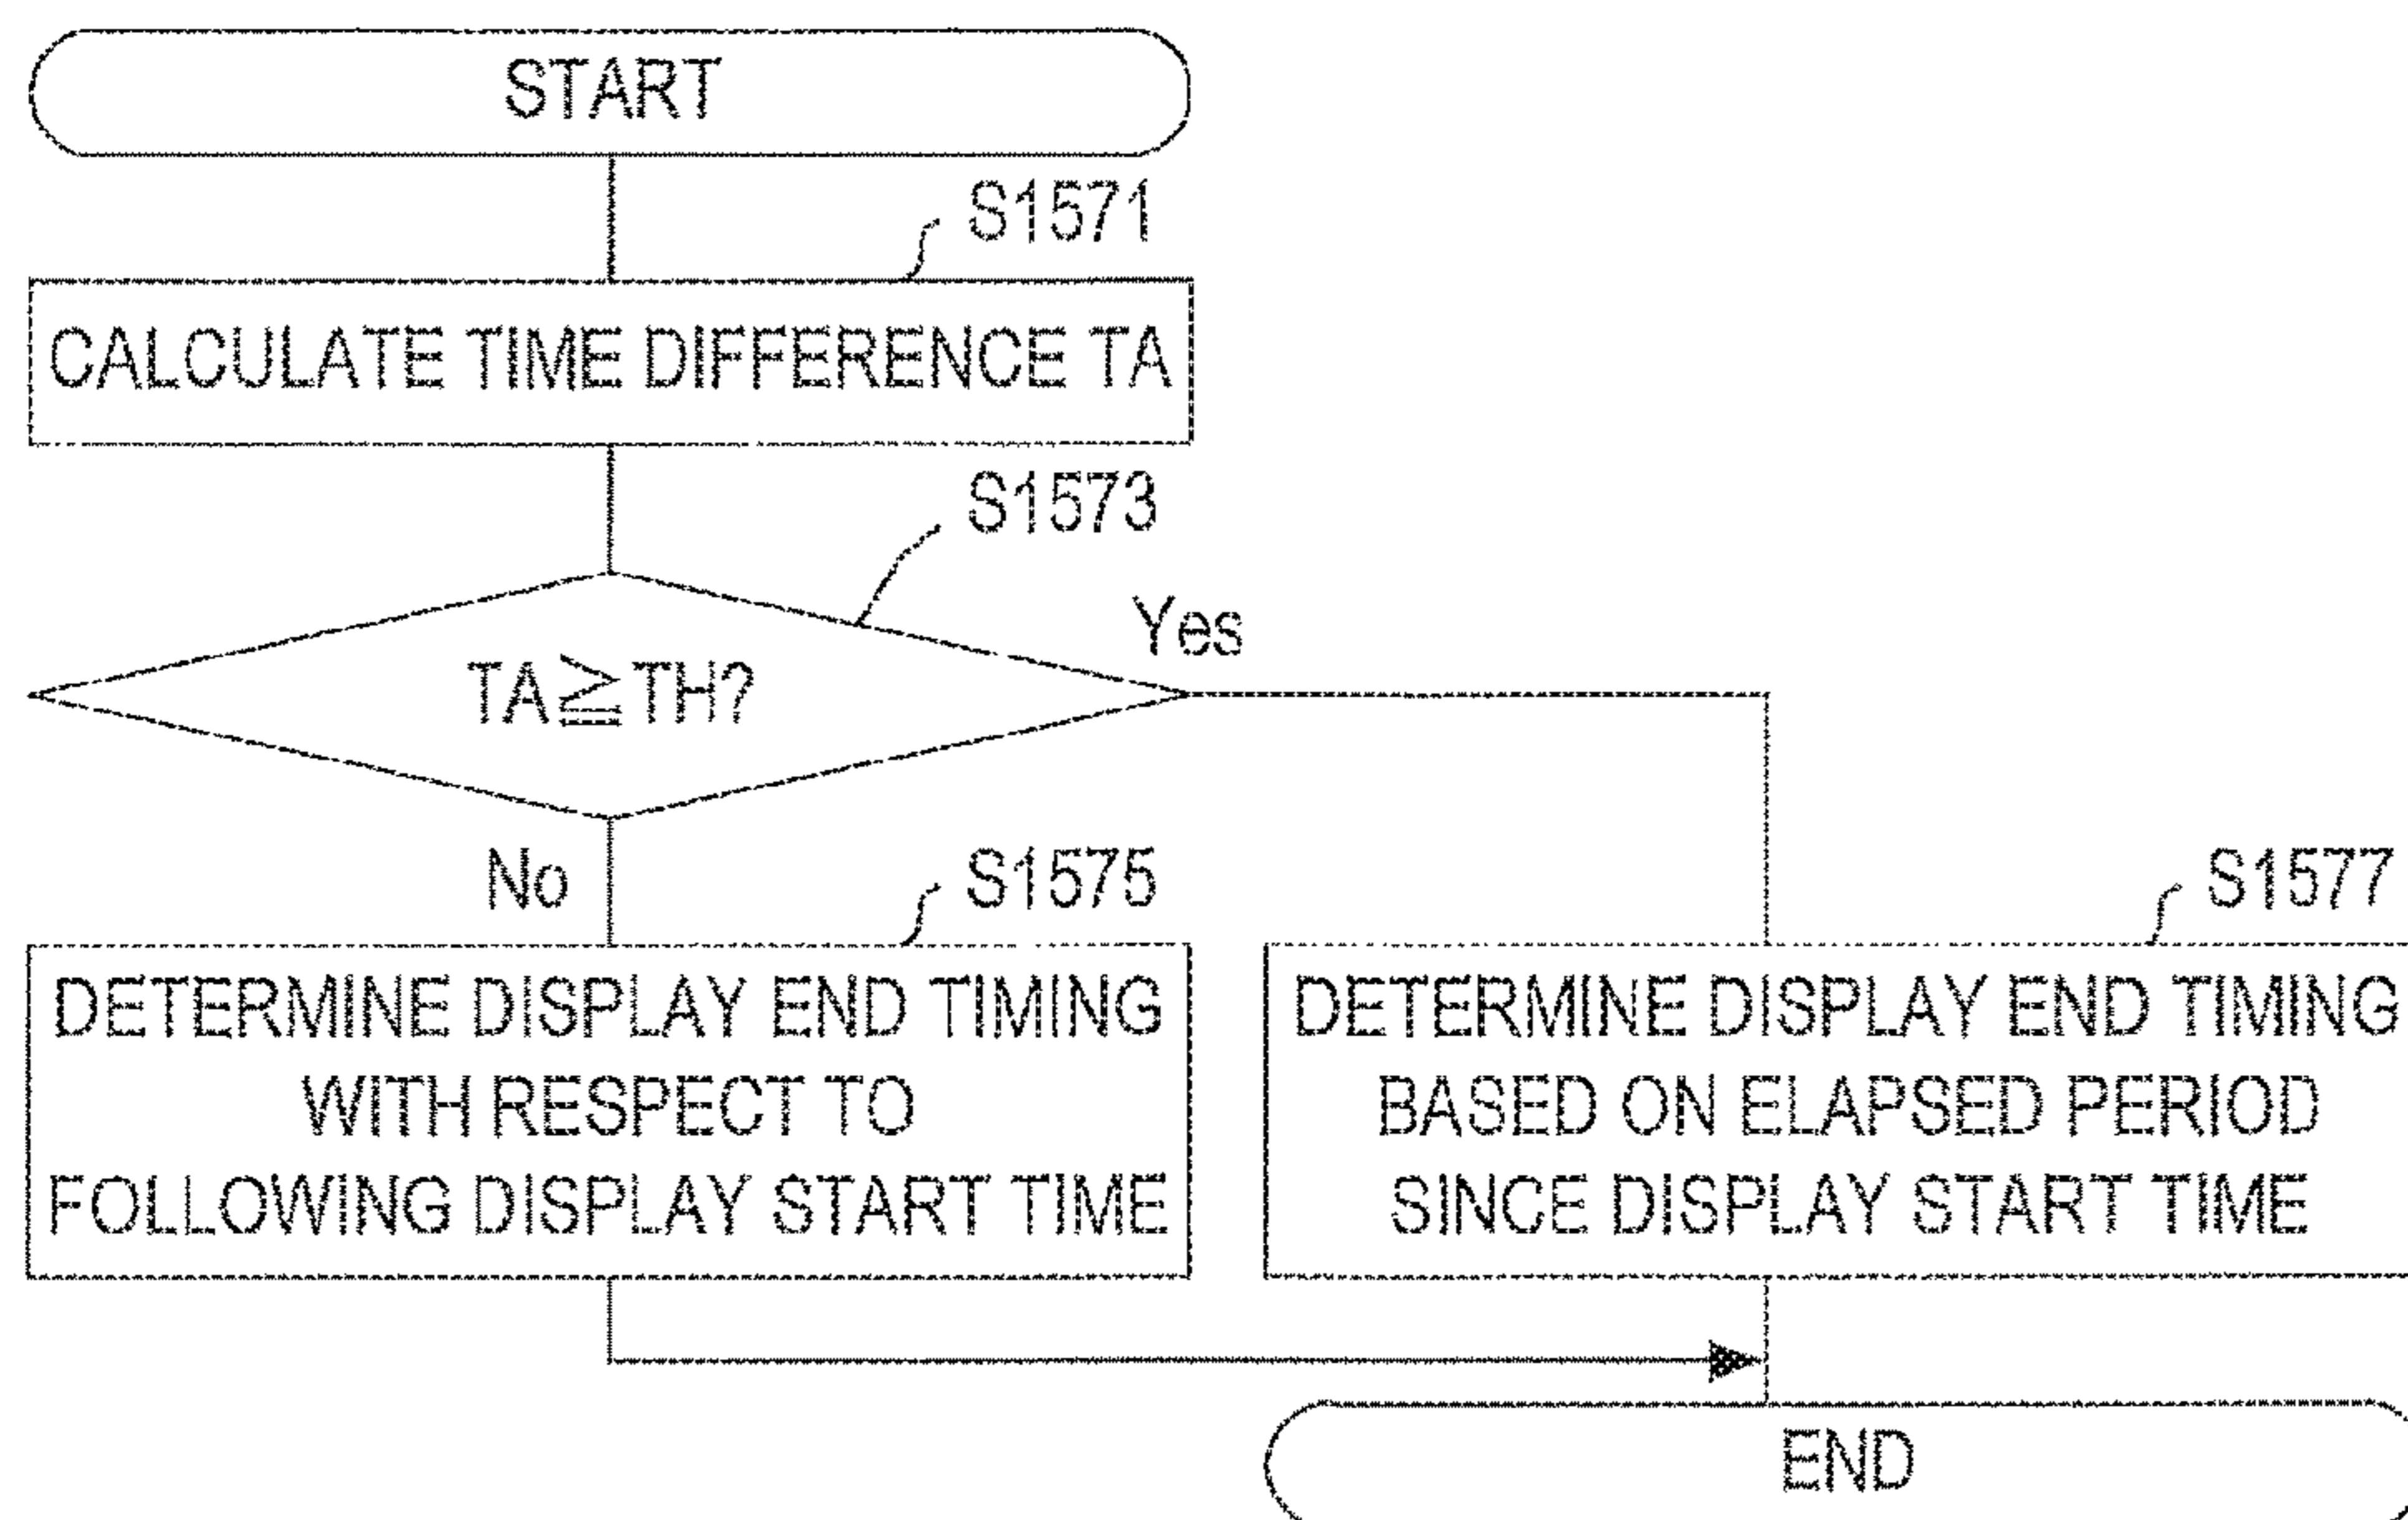 START
S1571
CALCULATE TIME DIFFERENCE TA
S1573
TA≧TH?
Yes
No
S1575
DETERMINE DISPLAY END TIMING
WITH RESPECT TO
FOLLOWING DISPLAY START TIME
S1577
DETERMINE DISPLAY END TIMING
BASED ON ELAPSED PERIOD
SINCE DISPLAY START TIME
END